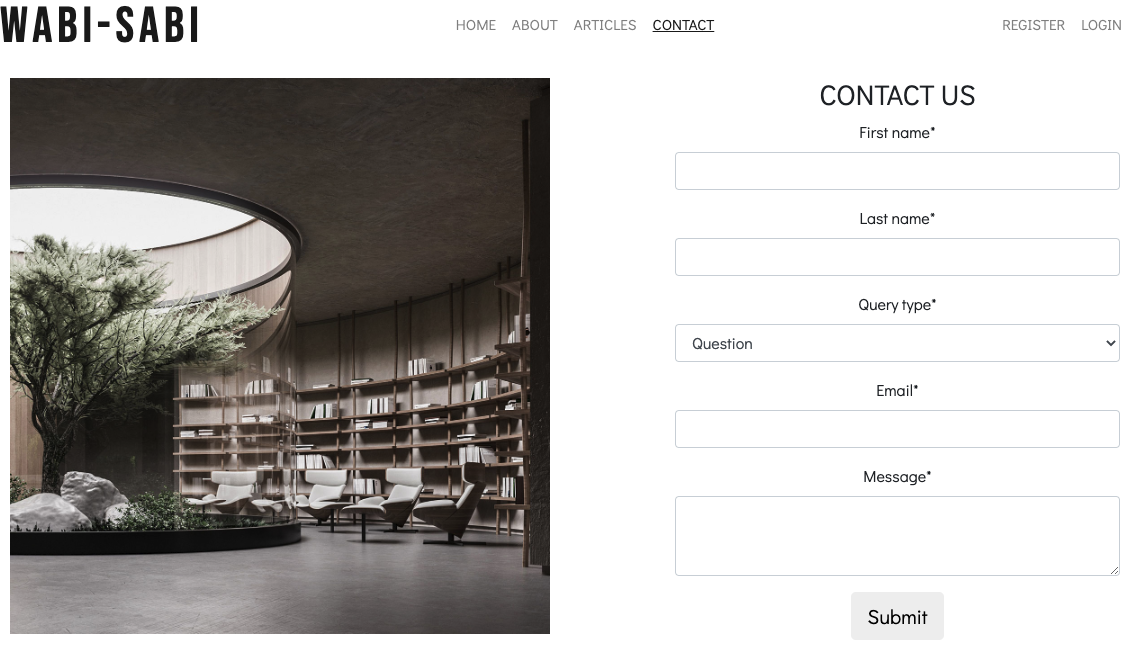 WABI-SABI
HOME ABOUT ARTICLES CONTACT
REGISTER LOGIN
CONTACT US
First name*
Last name*
Query type*
Question
Email*
Message*
Submit